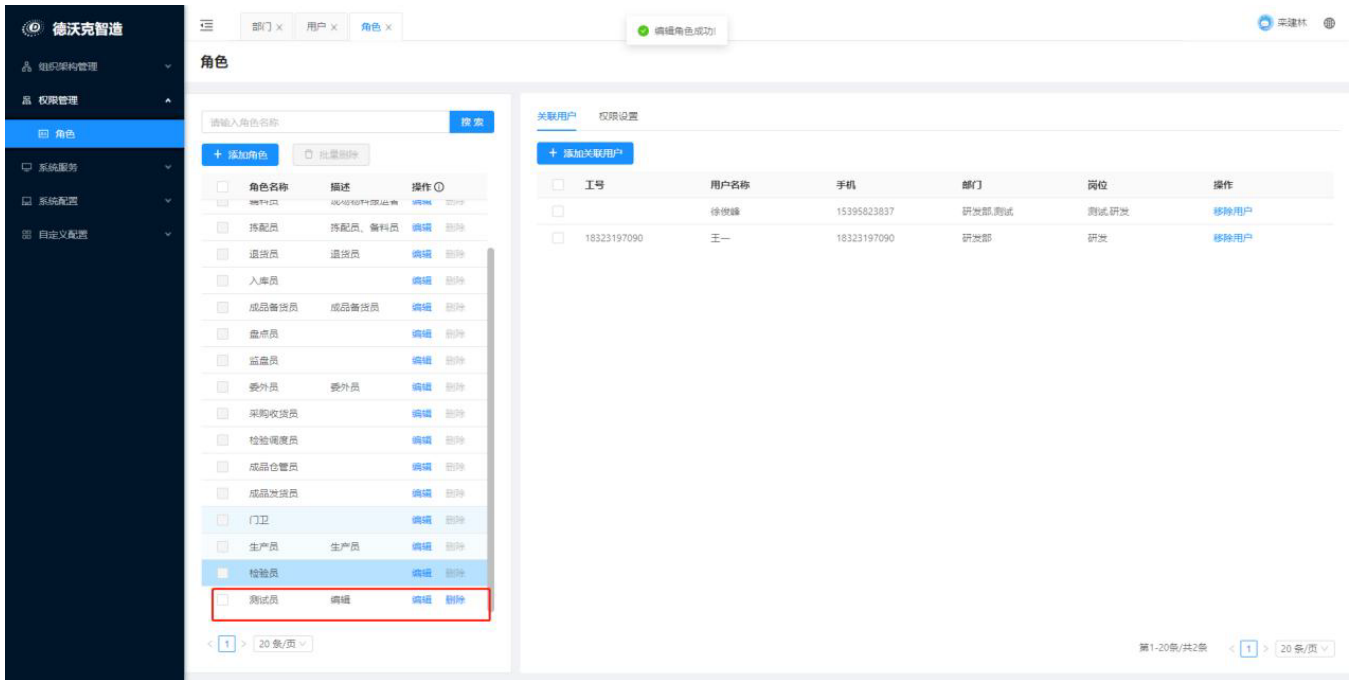 德沃克智造
部门 ×
用户 ×
角色 ×
编辑角色成功!
宋建林
角色
组织架构管理
权限管理
角色
系统服务
系统配置
自定义配置
请输入角色名称
搜 索
+ 添加角色
批量删除
角色名称 描述 操作
编辑 删除
拣配员 拣配员、备料员 编辑 删除
退货员 退货员 编辑 删除
入库员 编辑 删除
成品备货员 成品备货员 编辑 删除
盘点员 编辑 删除
监盘员 编辑 删除
委外员 委外员 编辑 删除
采购收货员 编辑 删除
检验调度员 编辑 删除
成品仓管员 编辑 删除
成品发货员 编辑 删除
门卫 编辑 删除
生产员 生产员 编辑 删除
检验员 编辑 删除
测试员 编辑 编辑 删除
< 1 > 20 条/页
关联用户 权限设置
+ 添加关联用户
工号 用户名称 手机 部门 岗位 操作
徐俊峰 15395823837 研发部,测试 测试,研发 移除用户
18323197090 王一 18323197090 研发部 研发 移除用户
第1-20条/共2条 < 1 > 20 条/页